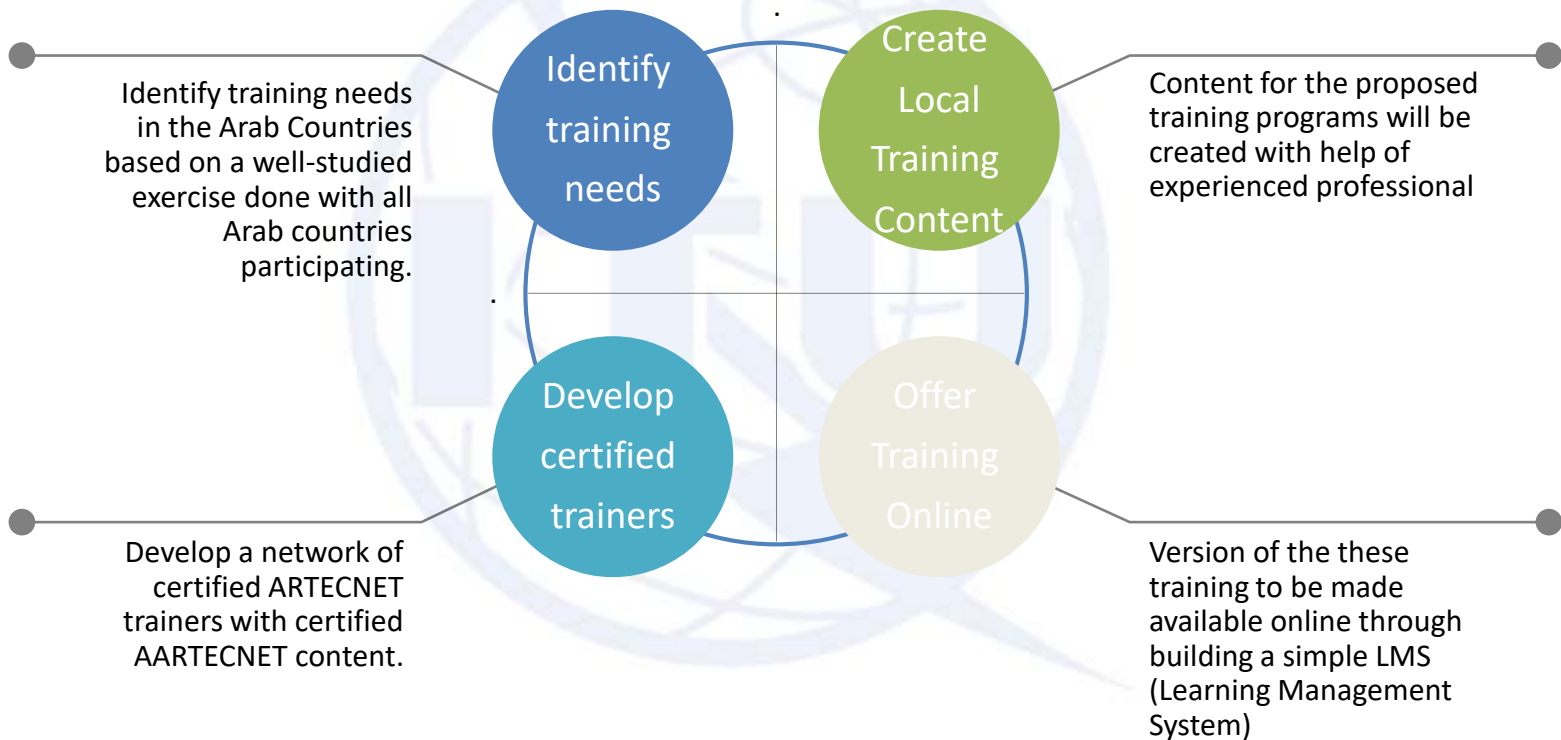 .
Identify
training
needs
Identify training needs
in the Arab Countries
based on a well-studied
exercise done with all
Arab countries
participating.
.
Create
Local
Training
Content
Content for the proposed
training programs will be
created with help of
experienced professional
Develop
certified
trainers
Develop a network of
certified ARTECNET
trainers with certified
AARTECNET content.
Offer
Training
Online
Version of the these
training to be made
available online through
building a simple LMS
(Learning Management
System)
ITU